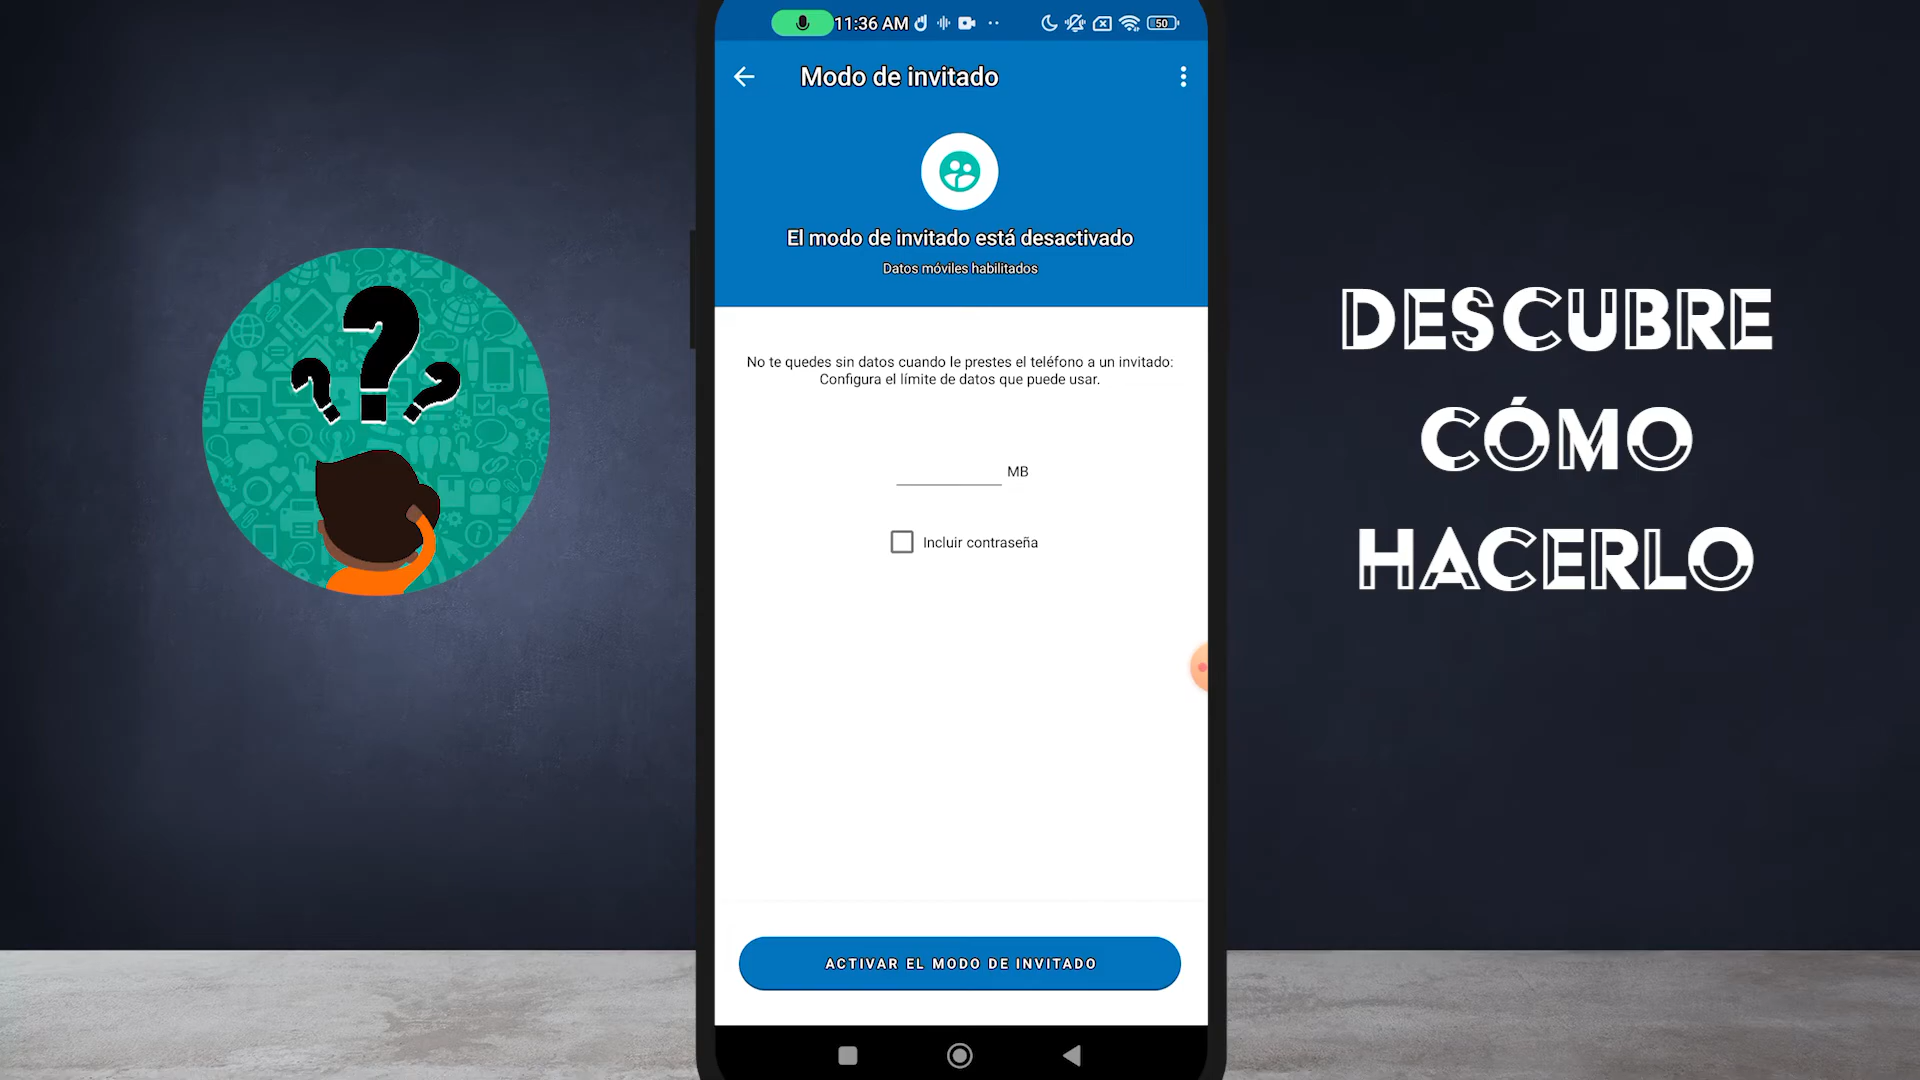 11:36 AM
50
Modo de invitado
El modo de invitado está desactivado
Datos móviles habilitados
No te quedes sin datos cuando le prestes el teléfono a un invitado:
Configura el límite de datos que puede usar.
MB
Incluir contraseña
ACTIVAR EL MODO DE INVITADO
DESCUBRE
CÓMO
HACERLO